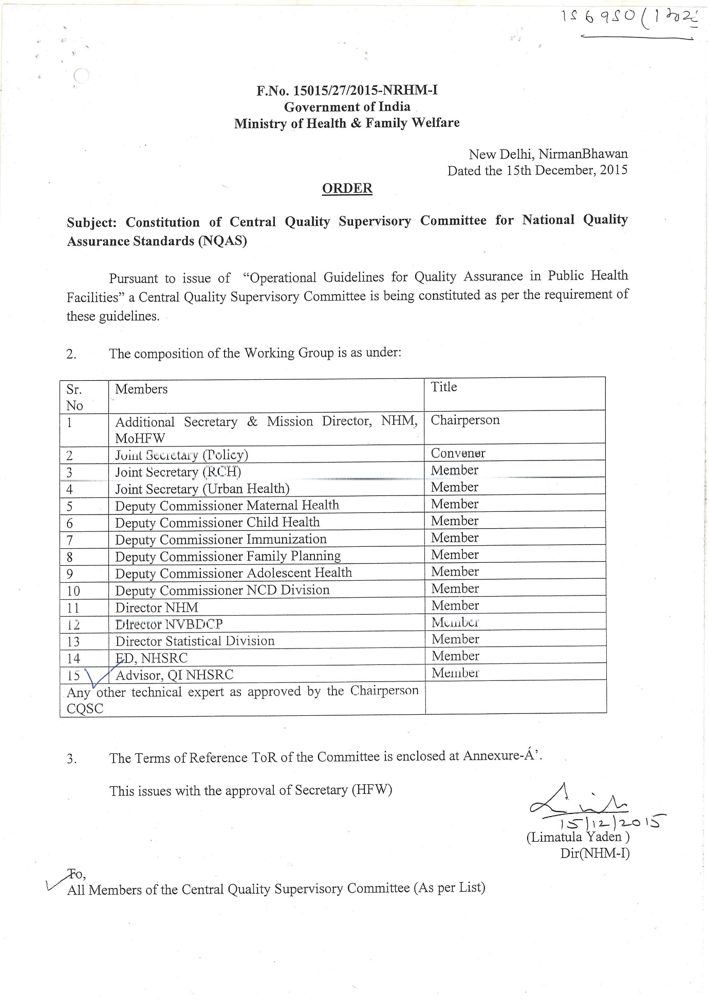 F.No. 15015/27/2015-NRHM-I
Government of India
Ministry of Health & Family Welfare
New Delhi, NirmanBhawan
Dated the 15th December, 2015
ORDER
Subject: Constitution of Central Quality Supervisory Committee for National Quality
Assurance Standards (NQAS)
Pursuant to issue of “Operational Guidelines for Quality Assurance in Public Health
Facilities” a Central Quality Supervisory Committee is being constituted as per the requirement of
these guidelines.
2. The composition of the Working Group is as under:
Sr. No Members Title
1 Additional Secretary & Mission Director, NHM, Chairperson
MoHFW
2 Joint Secretary (Policy) Convener
3 Joint Secretary (RCH) Member
4 Joint Secretary (Urban Health) Member
5 Deputy Commissioner Maternal Health Member
6 Deputy Commissioner Child Health Member
7 Deputy Commissioner Immunization Member
8 Deputy Commissioner Family Planning Member
9 Deputy Commissioner Adolescent Health Member
10 Deputy Commissioner NCD Division Member
11 Director NHM Member
12 Director NVBDCP Member
13 Director Statistical Division Member
14 ED, NHSRC Member
15 Advisor, QI NHSRC Member
Any other technical expert as approved by the Chairperson
CQSC
3. The Terms of Reference ToR of the Committee is enclosed at Annexure-Á’.
This issues with the approval of Secretary (HFW)
15/12/2015
(Limatula Yaden )
Dir(NHM-I)
To,
All Members of the Central Quality Supervisory Committee (As per List)